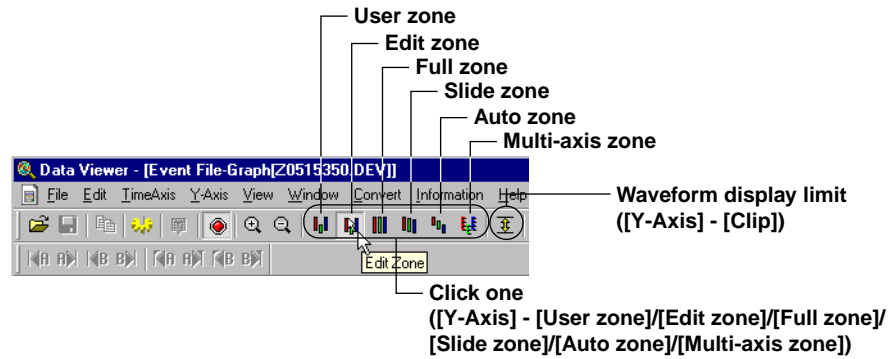 User zone
Edit zone
Full zone
Slide zone
Auto zone
Multi-axis zone
Data Viewer - [Event File-Graph[Z0515350.DEV]]
File Edit TimeAxis Y-Axis View Window Convert Information Help
Waveform display limit
([Y-Axis] - [Clip])
A A B B A A B B
Edit Zone
Click one
([Y-Axis] - [User zone]/[Edit zone]/[Full zone]/
[Slide zone]/[Auto zone]/[Multi-axis zone])